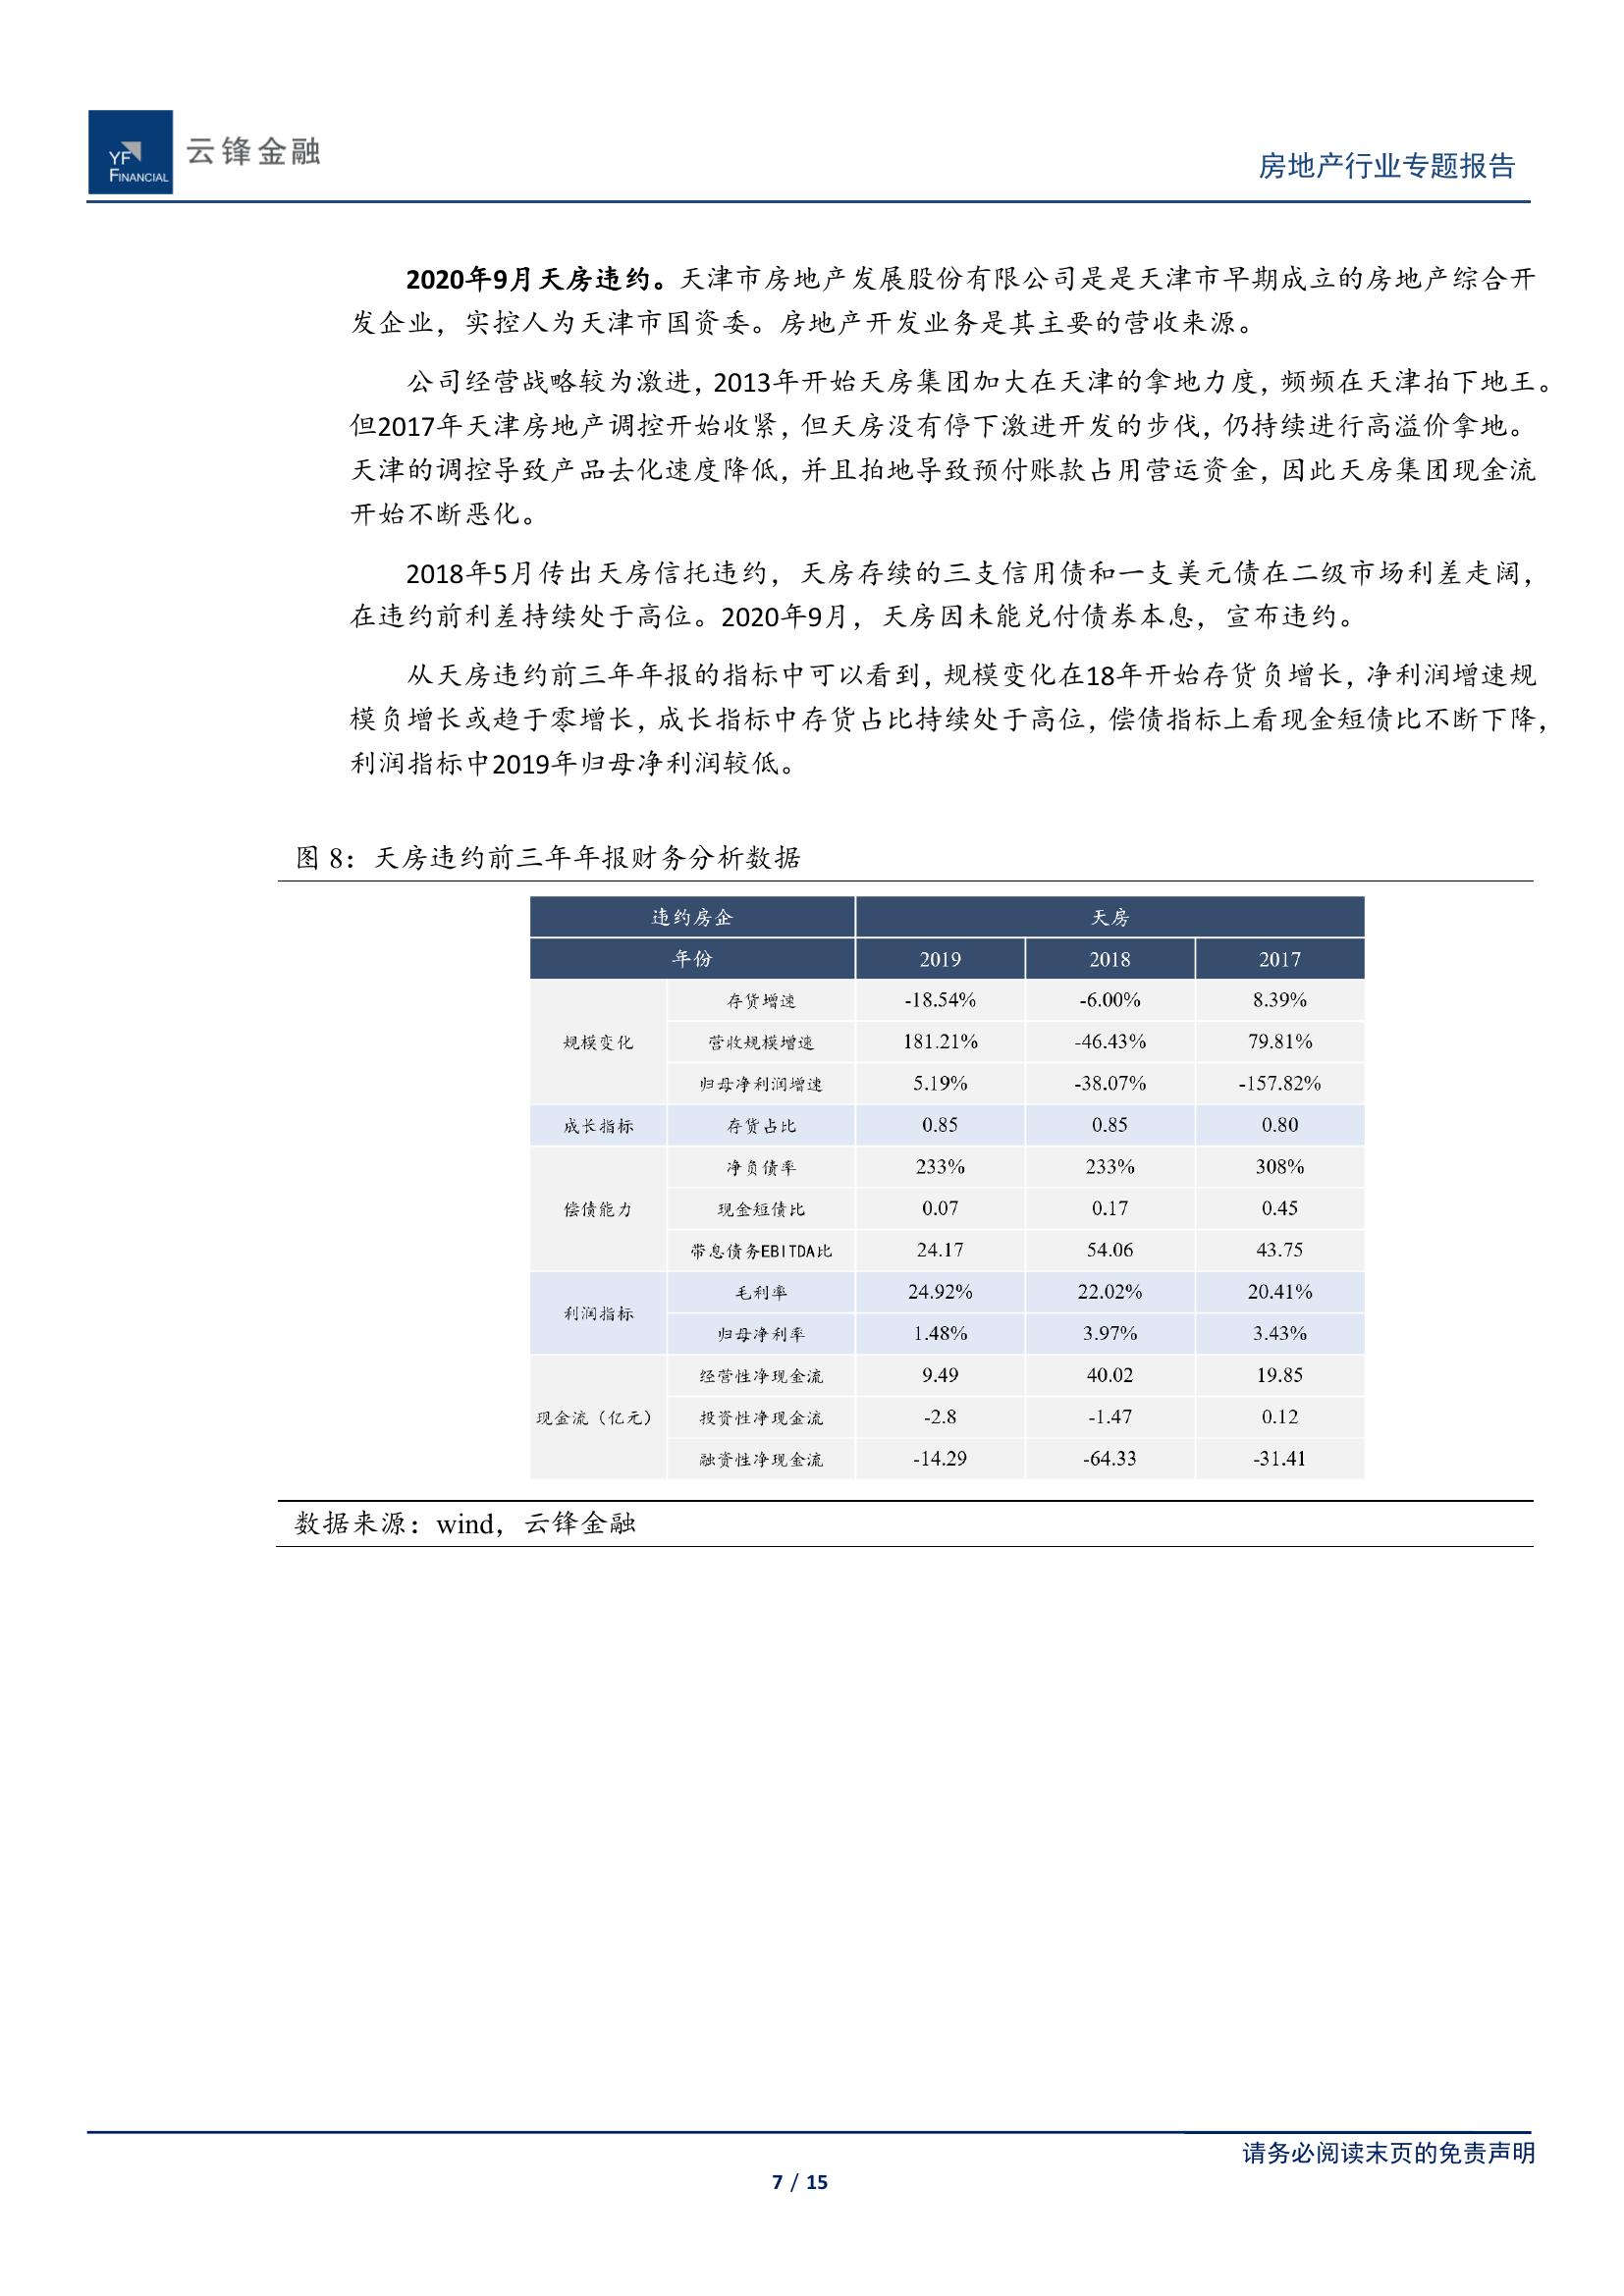 YF
FINANCIAL
云锋金融
房地产行业专题报告
2020年9月天房违约。天津市房地产发展股份有限公司是是天津市早期成立的房地产综合开
发企业，实控人为天津市国资委。房地产开发业务是其主要的营收来源。
公司经营战略较为激进，2013年开始天房集团加大在天津的拿地力度，频频在天津拍下地王。
但2017年天津房地产调控开始收紧，但天房没有停下激进开发的步伐，仍持续进行高溢价拿地。
天津的调控导致产品去化速度降低，并且拍地导致预付账款占用营运资金，因此天房集团现金流
开始不断恶化。
2018年5月传出天房信托违约，天房存续的三支信用债和一支美元债在二级市场利差走阔，
在违约前利差持续处于高位。2020年9月，天房因未能兑付债券本息，宣布违约。
从天房违约前三年年报的指标中可以看到，规模变化在18年开始存货负增长，净利润增速规
模负增长或趋于零增长，成长指标中存货占比持续处于高位，偿债指标上看现金短债比不断下降，
利润指标中2019年归母净利润较低。
图 8：天房违约前三年年报财务分析数据
违约房企 天房
年份 2019 2018 2017
规模变化 存货增速 -18.54% -6.00% 8.39%
营收规模增速 181.21% -46.43% 79.81%
归母净利润增速 5.19% -38.07% -157.82%
成长指标 存货占比 0.85 0.85 0.80
偿债能力 净负债率 233% 233% 308%
现金短债比 0.07 0.17 0.45
带息债务EBITDA比 24.17 54.06 43.75
利润指标 毛利率 24.92% 22.02% 20.41%
归母净利率 1.48% 3.97% 3.43%
现金流（亿元） 经营性净现金流 9.49 40.02 19.85
投资性净现金流 -2.8 -1.47 0.12
融资性净现金流 -14.29 -64.33 -31.41
数据来源：wind，云锋金融
请务必阅读末页的免责声明
7 / 15